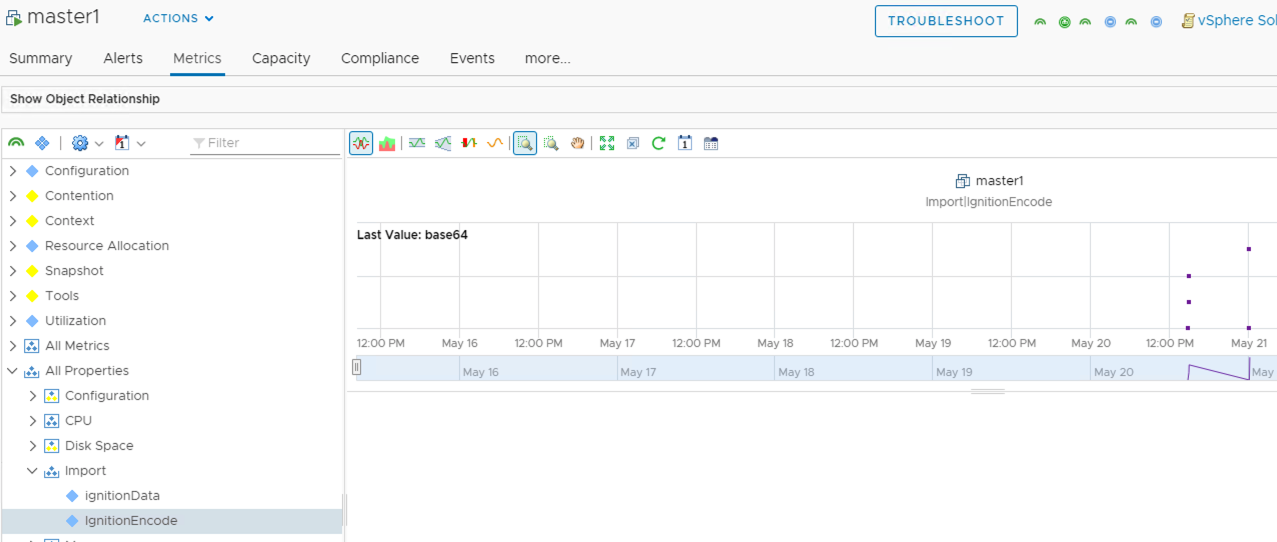 master1 ACTIONS TROUBLESHOOT
Summary Alerts Metrics Capacity Compliance Events more...
Show Object Relationship
Filter
Configuration
Contention
Context
Resource Allocation
Snapshot
Tools
Utilization
All Metrics
All Properties
Configuration
CPU
Disk Space
Import
ignitionData
IgnitionEncode
master1
Import|IgnitionEncode
Last Value: base64
12:00 PM May 16 12:00 PM May 17 12:00 PM May 18 12:00 PM May 19 12:00 PM May 20 12:00 PM May 21
May 16 May 17 May 18 May 19 May 20 May
vSphere Sol